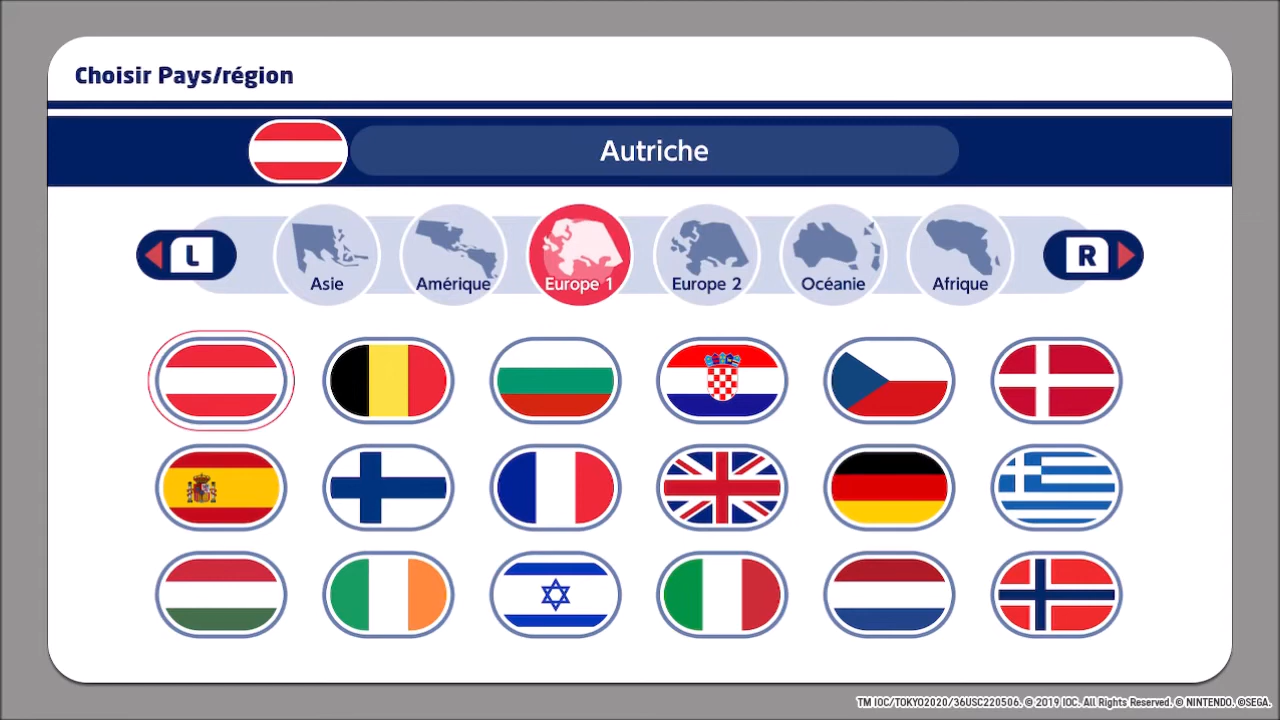 Choisir Pays/région
Autriche
L
R
Asie
Amérique
Europe 1
Europe 2
Océanie
Afrique
TM IOC/TOKYO2020/36USC220506. © 2019 IOC. All Rights Reserved. © NINTENDO. ©SEGA.